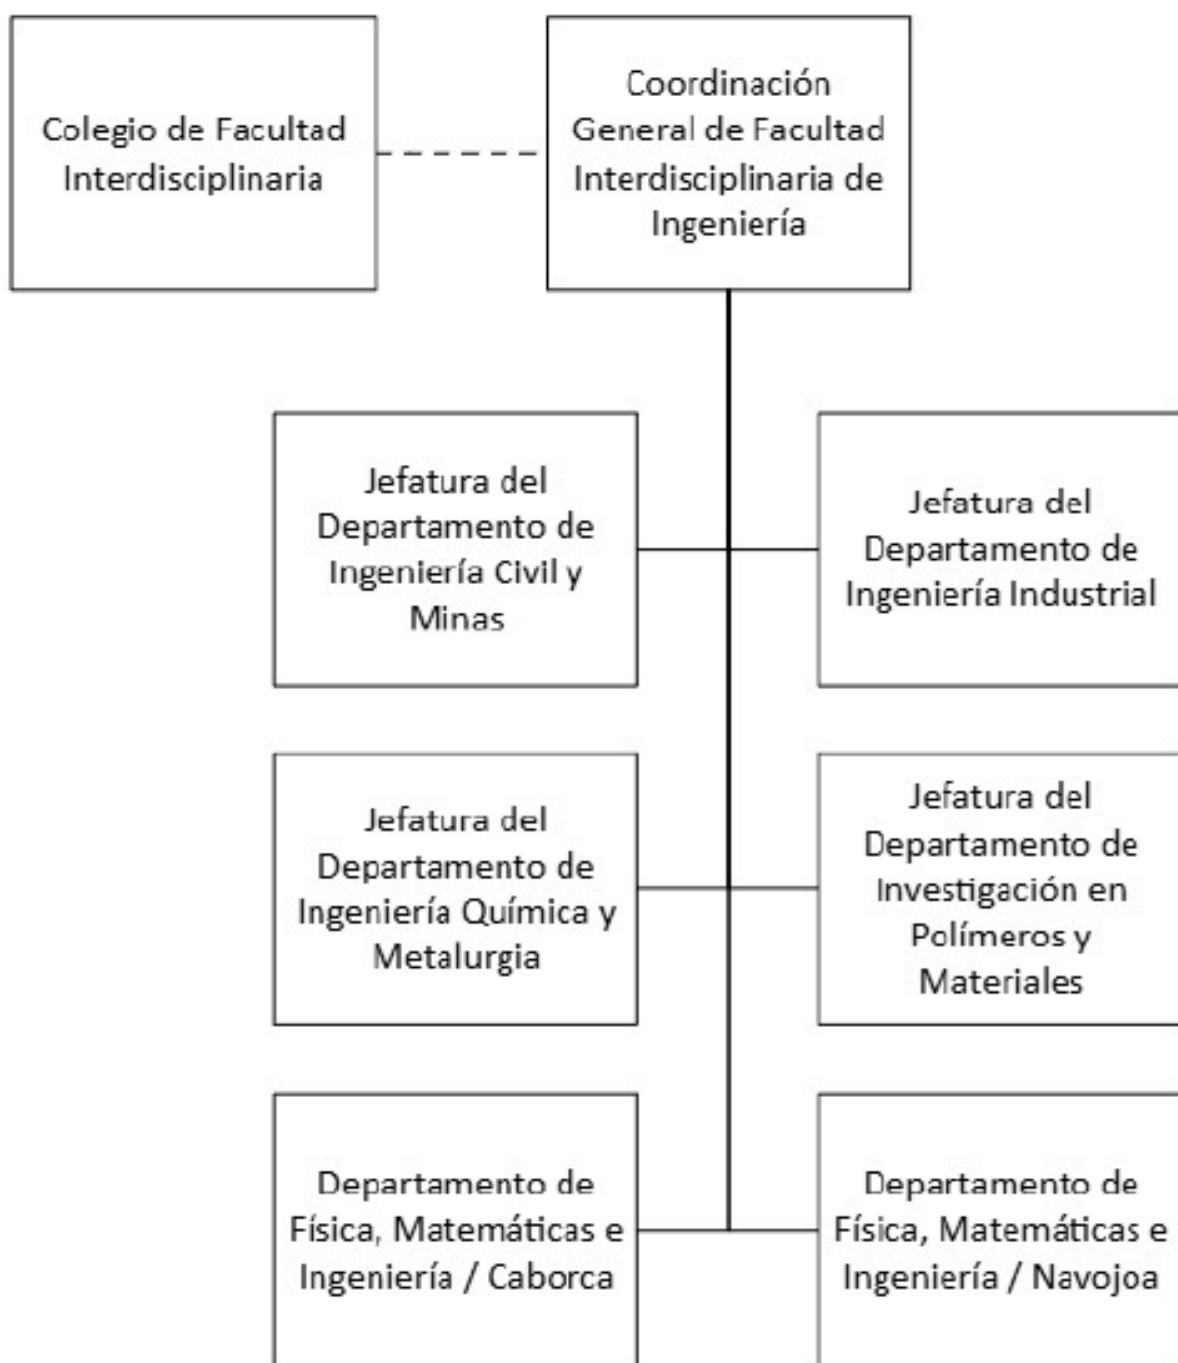 Colegio de Facultad
Interdisciplinaria
Coordinación
General de Facultad
Interdisciplinaria de
Ingeniería
Jefatura del
Departamento de
Ingeniería Civil y
Minas
Jefatura del
Departamento de
Ingeniería Industrial
Jefatura del
Departamento de
Ingeniería Química y
Metalurgia
Jefatura del
Departamento de
Investigación en
Polímeros y
Materiales
Departamento de
Física, Matemáticas e
Ingeniería / Caborca
Departamento de
Física, Matemáticas e
Ingeniería / Navojoa